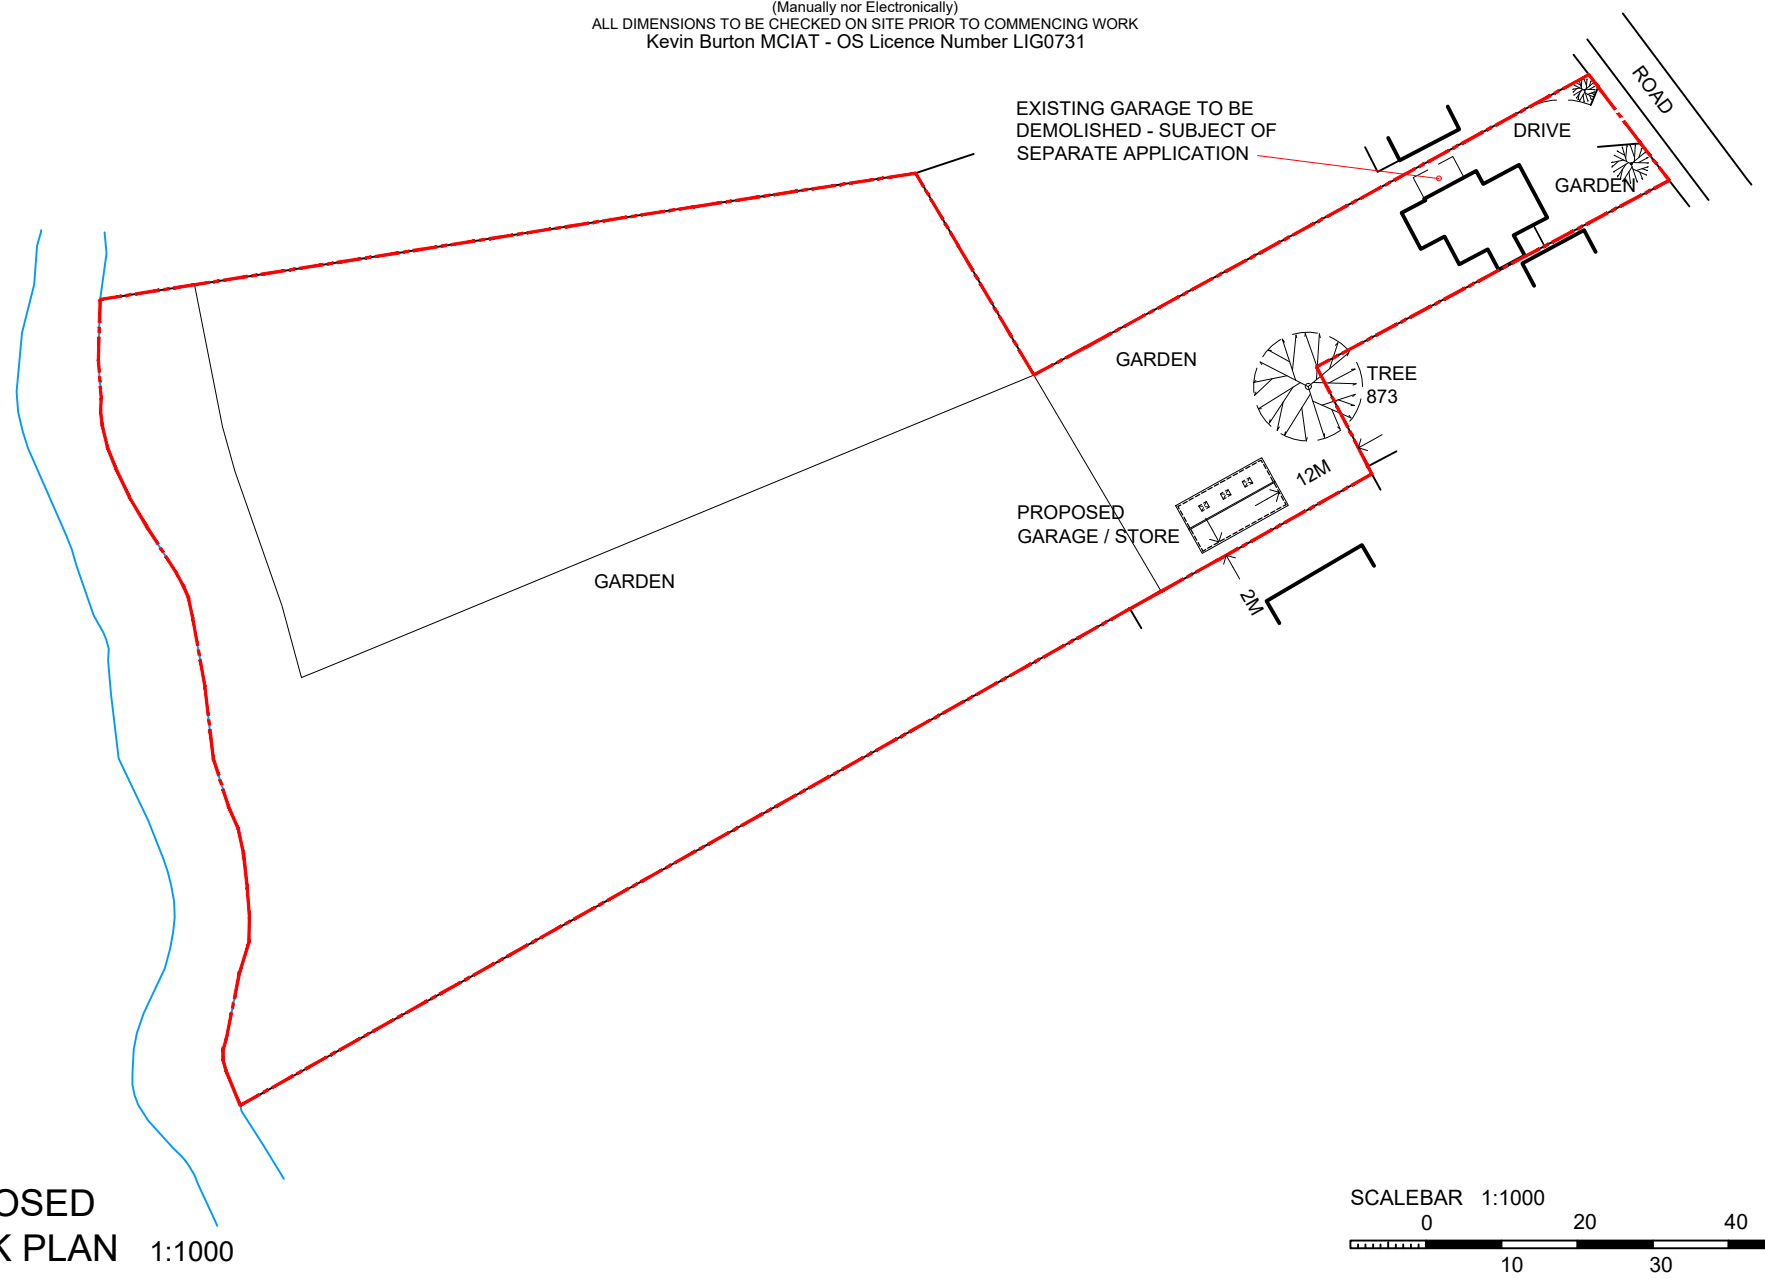 (Manually nor Electronically)
ALL DIMENSIONS TO BE CHECKED ON SITE PRIOR TO COMMENCING WORK
Kevin Burton MCIAT - OS Licence Number LIG0731
ROAD
EXISTING GARAGE TO BE
DEMOLISHED - SUBJECT OF
SEPARATE APPLICATION
DRIVE
GARDEN
GARDEN
TREE
873
12M
PROPOSED
GARAGE / STORE
GARDEN
2M
OSED
K PLAN 1:1000
SCALEBAR 1:1000
0 20 40
10 30